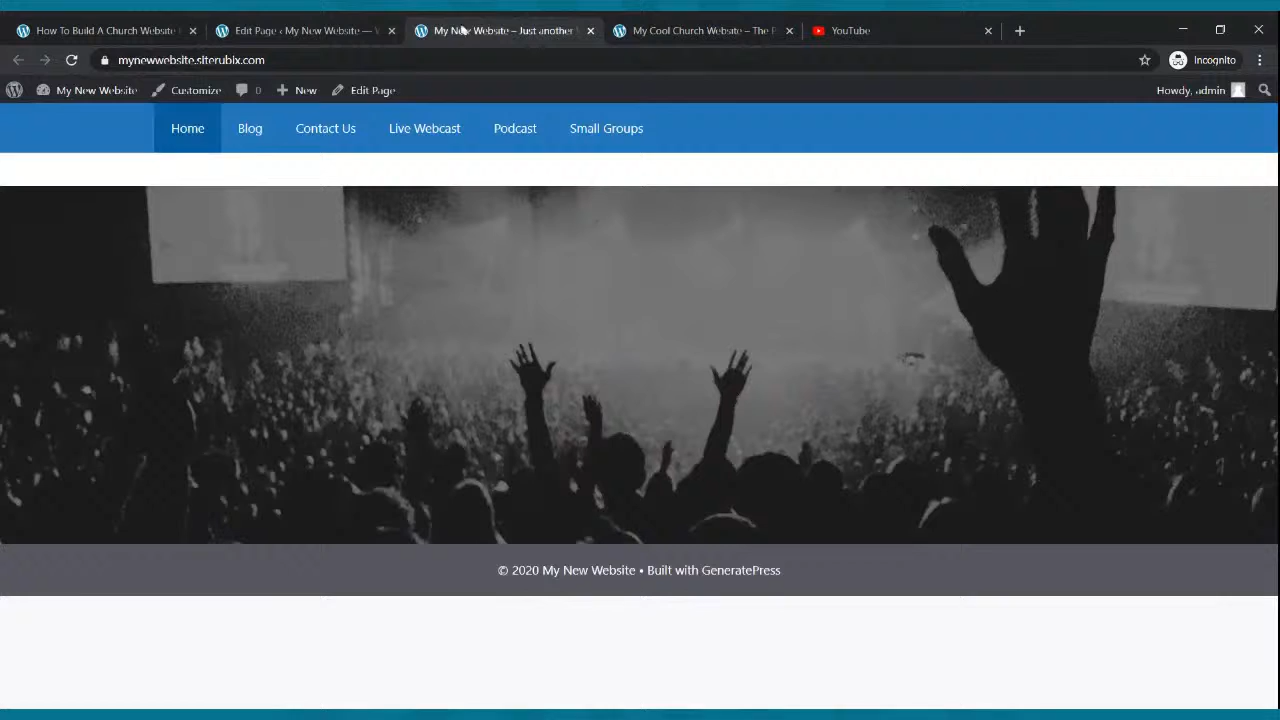 How To Build A Church Website
Edit Page ‹ My New Website —
My New Website – Just another
My Cool Church Website – The
YouTube
mynewwebsite.siterubix.com
Incognito
My New Website
Customize
0
New
Edit Page
Howdy, admin
Home
Blog
Contact Us
Live Webcast
Podcast
Small Groups
© 2020 My New Website • Built with GeneratePress